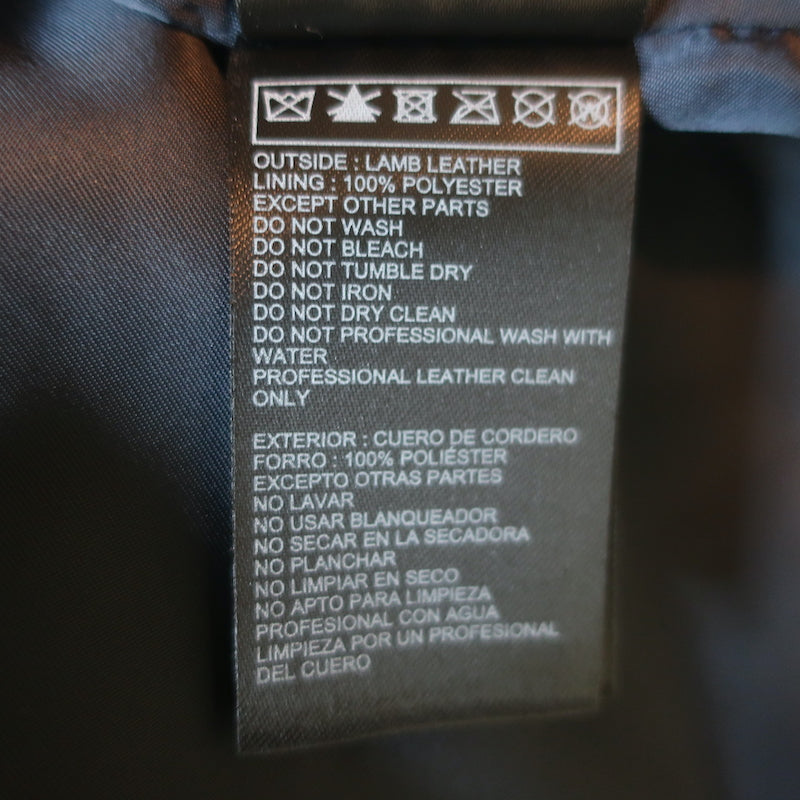 OUTSIDE : LAMB LEATHER
LINING : 100% POLYESTER
EXCEPT OTHER PARTS
DO NOT WASH
DO NOT BLEACH
DO NOT TUMBLE DRY
DO NOT IRON
DO NOT DRY CLEAN
DO NOT PROFESSIONAL WASH WITH
WATER
PROFESSIONAL LEATHER CLEAN
ONLY
EXTERIOR : CUERO DE CORDERO
FORRO : 100% POLIÉSTER
EXCEPTO OTRAS PARTES
NO LAVAR
NO USAR BLANQUEADOR
NO SECAR EN LA SECADORA
NO PLANCHAR
NO LIMPIAR EN SECO
NO APTO PARA LIMPIEZA
PROFESIONAL CON AGUA
LIMPIEZA POR UN PROFESIONAL
DEL CUERO